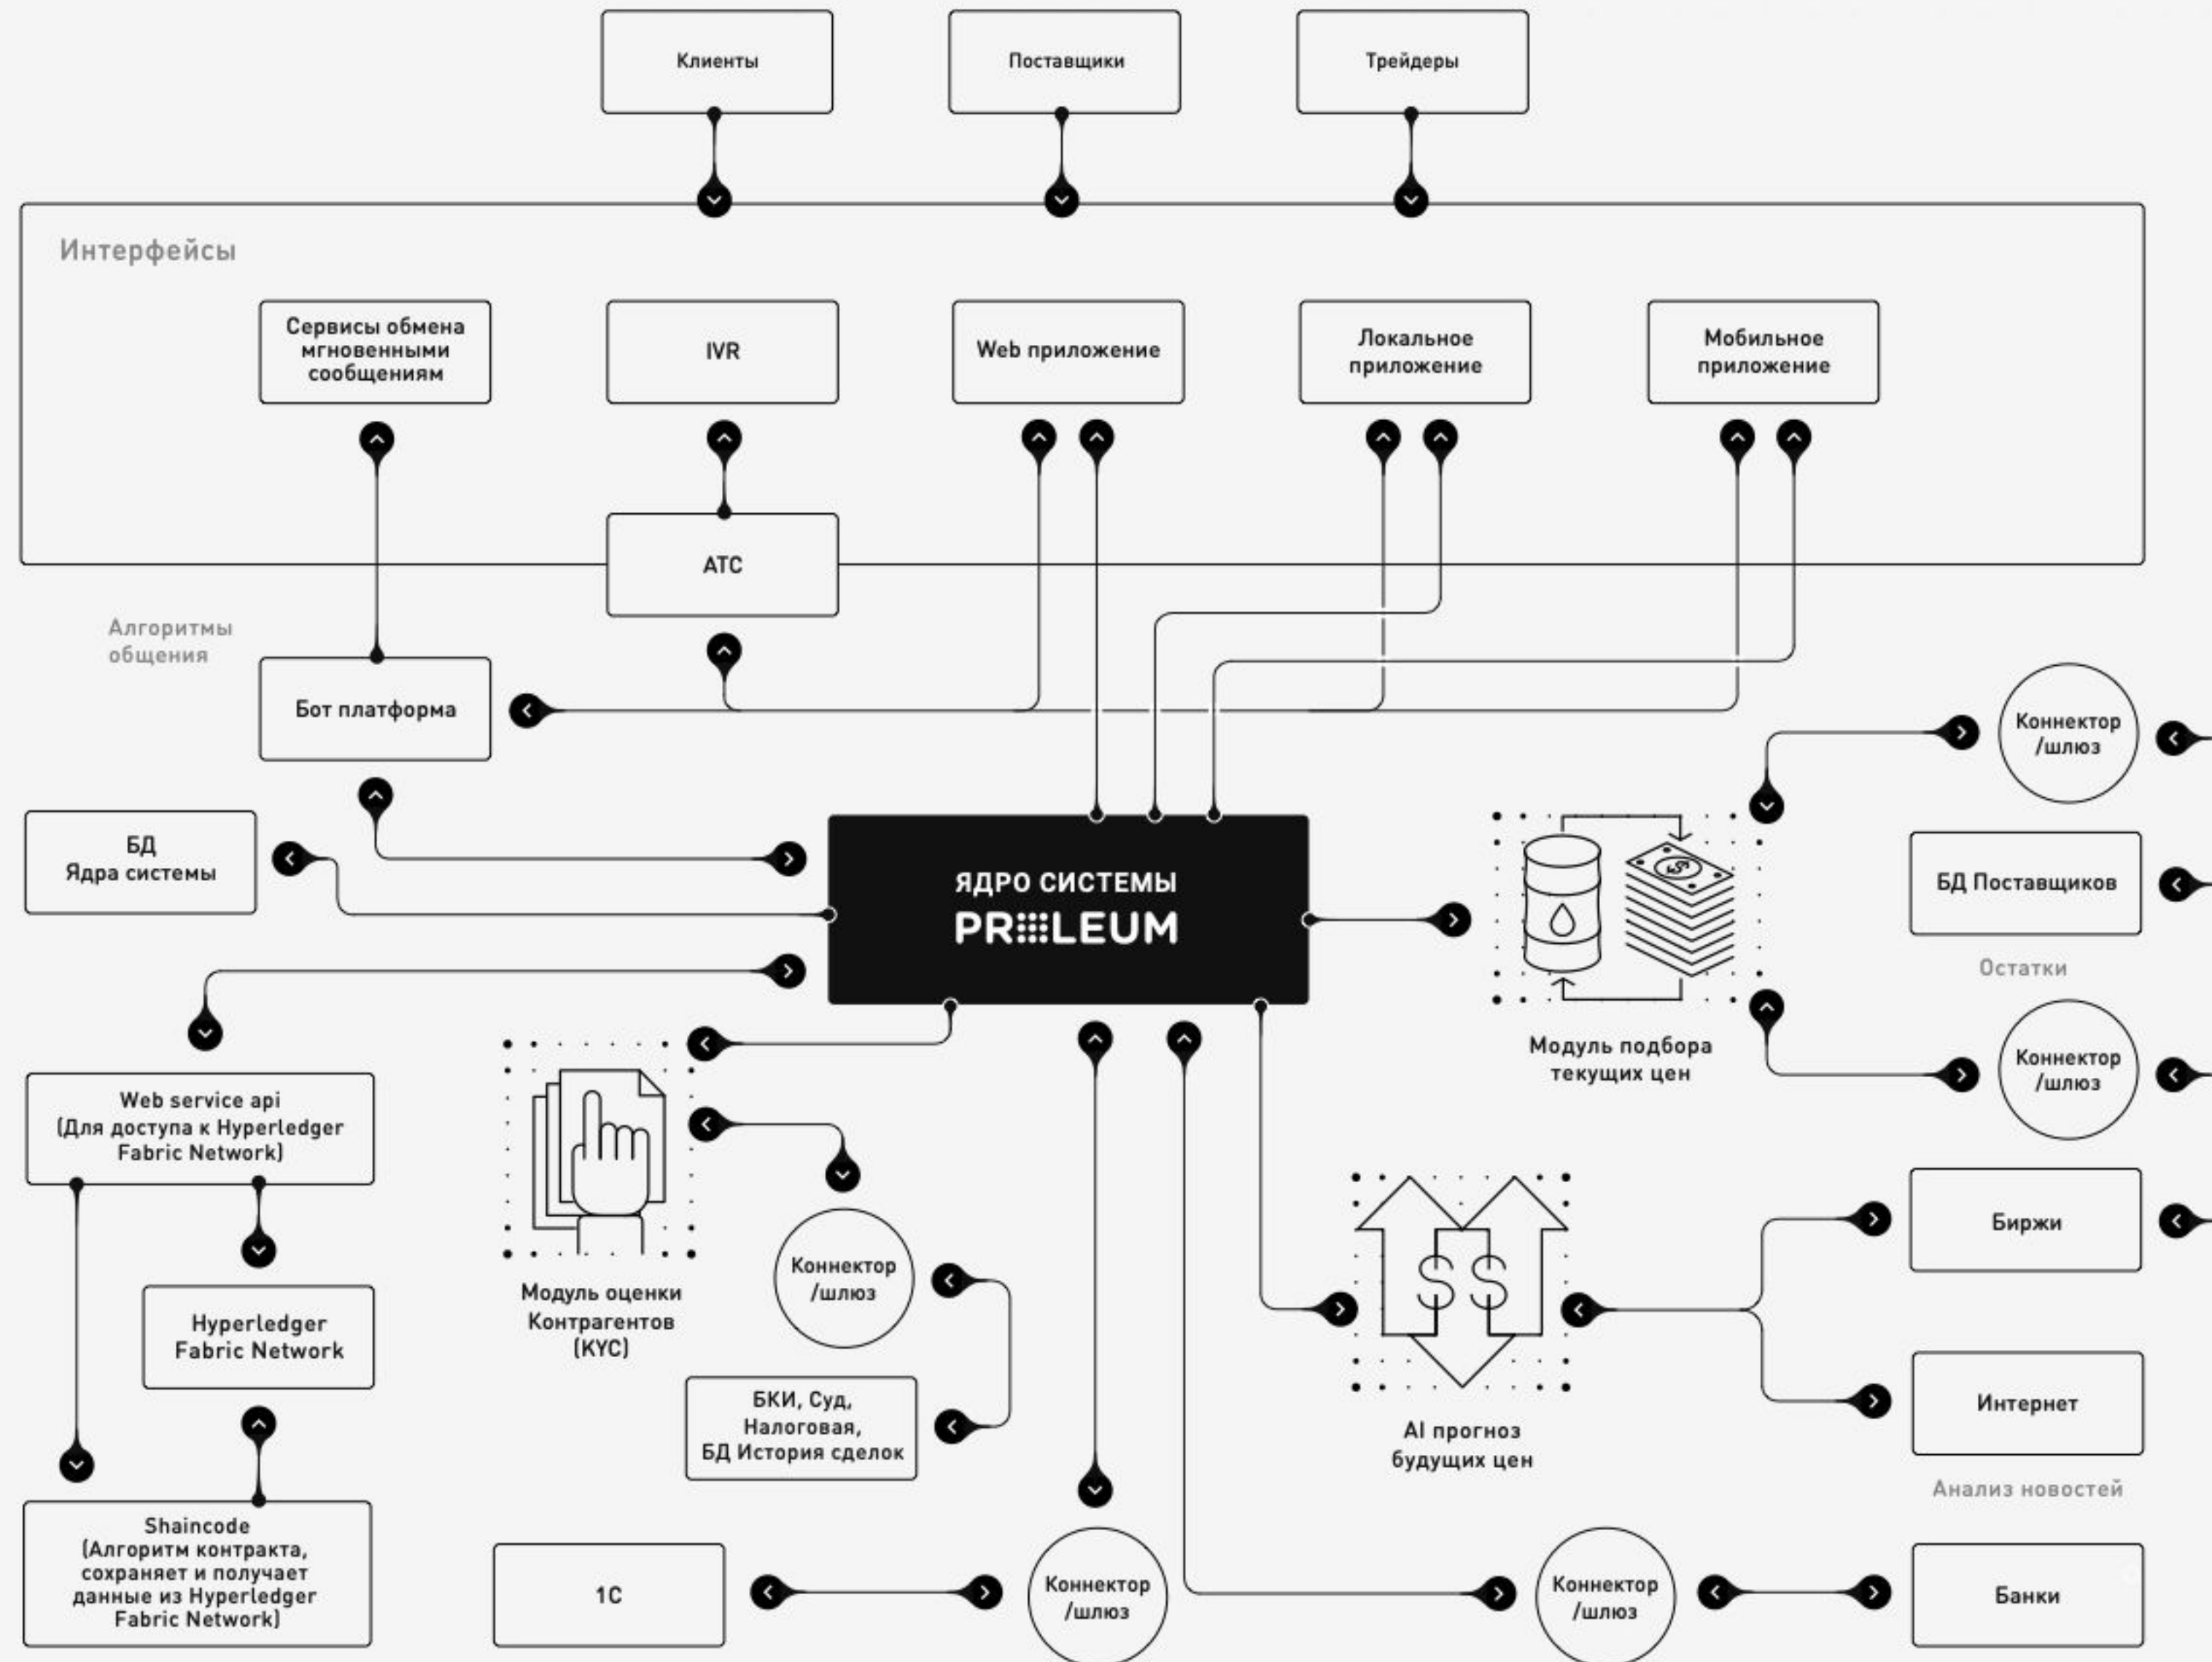 Клиенты
Поставщики
Трейдеры
Интерфейсы
Сервисы обмена
мгновенными
сообщениям
IVR
Web приложение
Локальное
приложение
Мобильное
приложение
АТС
Алгоритмы
общения
Бот платформа
Коннектор
/шлюз
БД
Ядра системы
ЯДРО СИСТЕМЫ
PR LEUM
БД Поставщиков
Остатки
Модуль подбора
текущих цен
Коннектор
/шлюз
Web service api
(Для доступа к Hyperledger
Fabric Network)
Биржи
Коннектор
/шлюз
Модуль оценки
Контрагентов
(KYC)
Hyperledger
Fabric Network
БКИ, Суд,
Налоговая,
БД История сделок
AI прогноз
будущих цен
Интернет
Анализ новостей
Shaincode
(Алгоритм контракта,
сохраняет и получает
данные из Hyperledger
Fabric Network)
1С
Коннектор
/шлюз
Коннектор
/шлюз
Банки